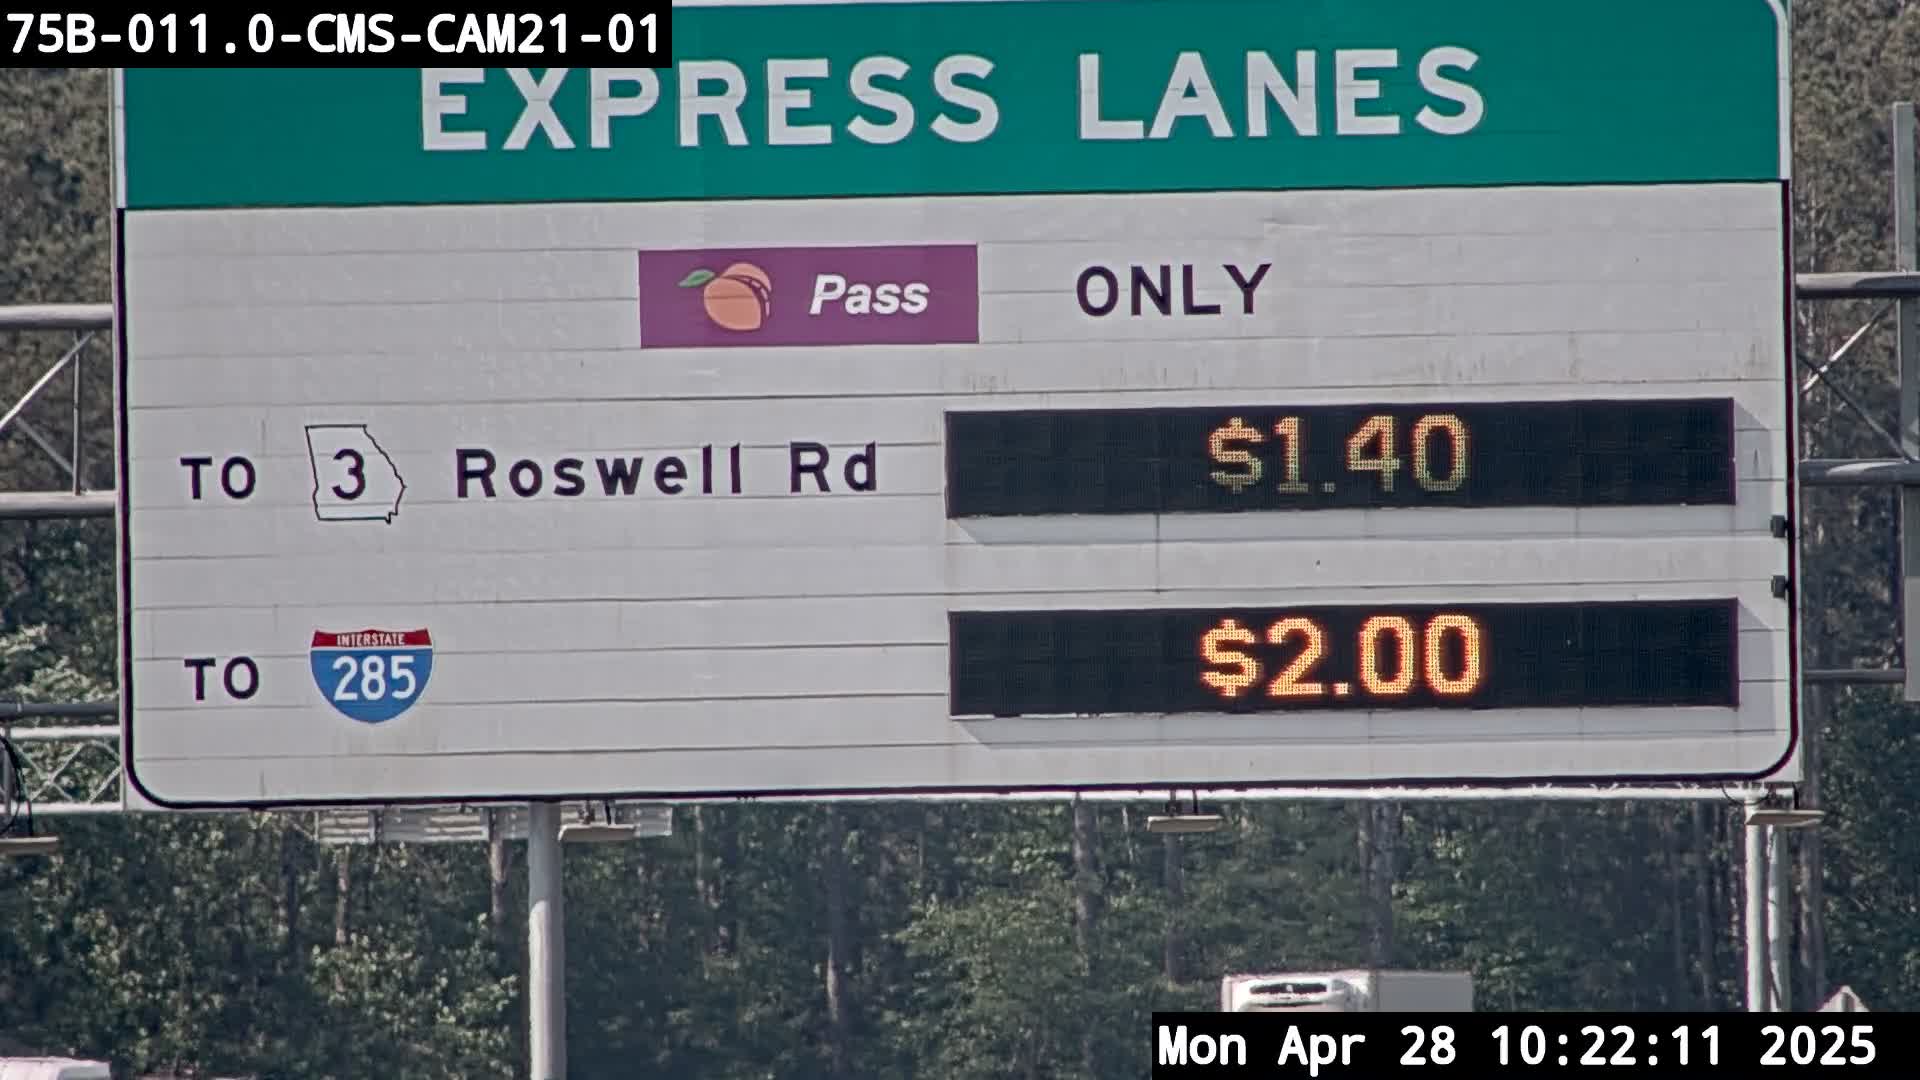 75B-011.0-CMS-CAM21-01
EXPRESS LANES
Pass ONLY
TO 3 Roswell Rd $1.40
INTERSTATE
TO 285 $2.00
Mon Apr 28 10:22:11 2025